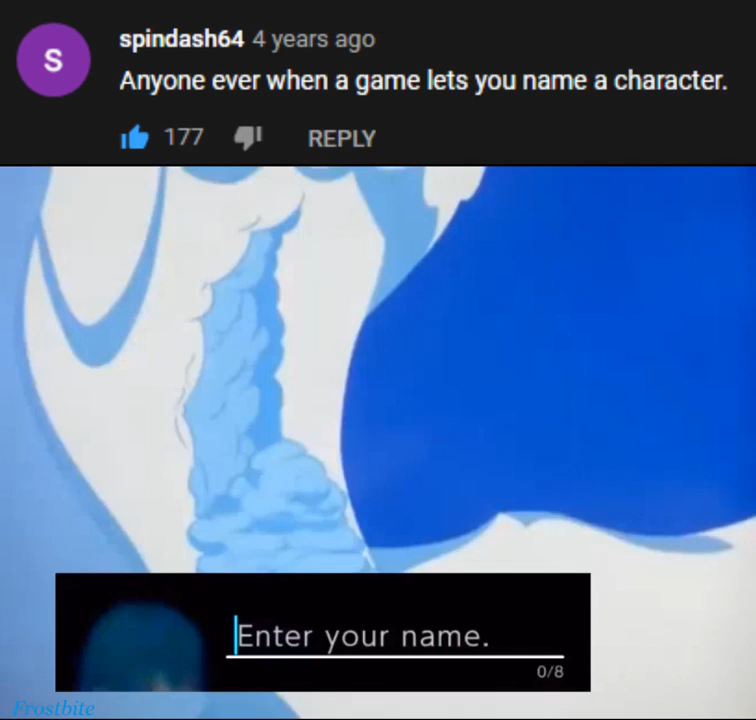 S
spindash64 4 years ago
Anyone ever when a game lets you name a character.
177 REPLY
Enter your name.
0/8
Frostbite